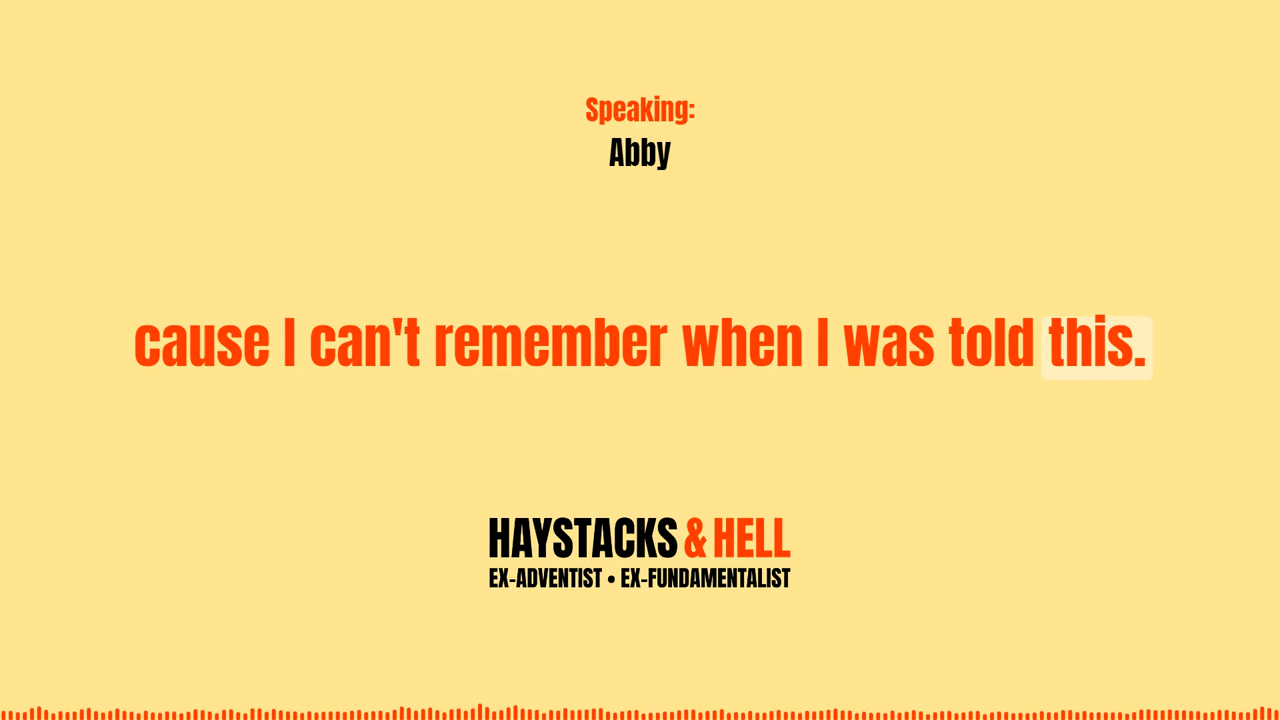 Speaking:
Abby
cause I can't remember when I was told this.
HAYSTACKS & HELL
EX-ADVENTIST • EX-FUNDAMENTALIST